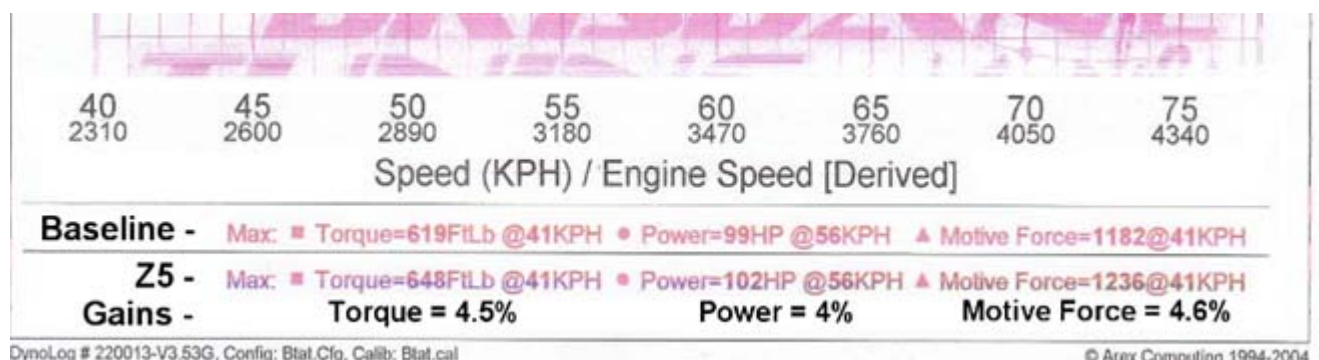 40 45 50 55 60 65 70 75
2310 2600 2890 3180 3470 3760 4050 4340
Speed (KPH) / Engine Speed [Derived]
Baseline - Max: ■ Torque=619FtLb @41KPH ● Power=99HP @56KPH ▲ Motive Force=1182@41KPH
Z5 - Max: ■ Torque=648FtLb @41KPH ● Power=102HP @56KPH ▲ Motive Force=1236@41KPH
Gains - Torque = 4.5% Power = 4% Motive Force = 4.6%
DynoLog # 220013-V3.53G, Config: Btat.Cfg, Calib: Btat.cal © Arex Computing 1994-2004